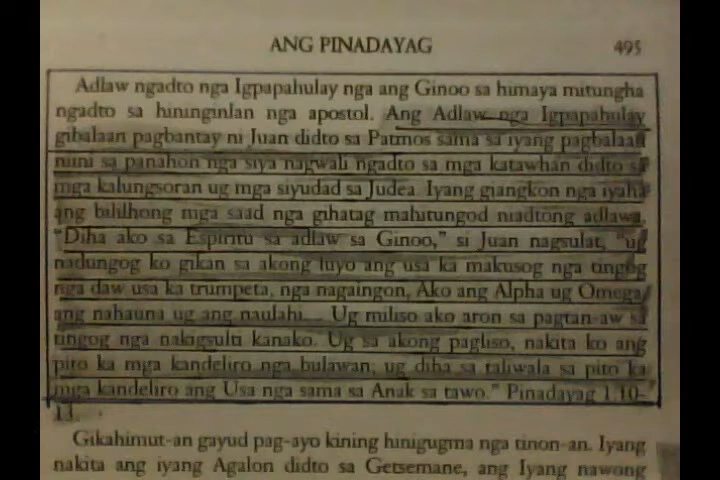 ANG PINADAYAG 495
Adlaw ngadto nga Igpapahulay nga ang Ginoo sa himaya mitungha
ngadto sa hininginlan nga apostol. Ang Adlaw nga Igpapahulay
gibalaan pagbantay ni Juan didto sa Patmos sama sa iyang pagbalaan
niini sa panahon nga siya nagwali ngadto sa mga katawhan didto sa
mga kalungsoran ug mga siyudad sa Judea. Iyang giangkon nga iyaha
ang bililhong mga saad nga gihatag mahitungod niadtong adlawa.
"Diha ako sa Espiritu sa adlaw sa Ginoo," si Juan nagsulat, "ug
nadungog ko gikan sa akong luyo ang usa ka makusog nga tingog
nga daw usa ka trumpeta, nga nagaingon, Ako ang Alpha ug Omega
ang nahauna ug ang naulahi.... Ug miliso ako aron sa pagtan-aw sa
tingog nga nakigsulti kanako. Ug sa akong pagliso, nakita ko ang
pito ka mga kandeliro nga bulawan, ug diha sa taliwala sa pito ka
mga kandeliro ang Usa nga sama sa Anak sa tawo." Pinadayag 1:10-
13.
Gikahimut-an gayud pag-ayo kining hinigugma nga tinon-an. Iyang
nakita ang iyang Agalon didto sa Getsemane, ang Iyang nawong